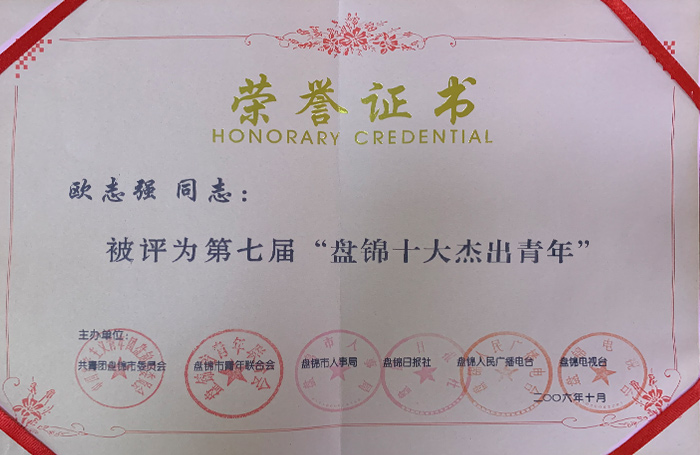 荣誉证书
HONORARY CREDENTIAL
欧志强 同志：
被评为第七届“盘锦十大杰出青年”
主办单位：
共青团盘锦市委员会 盘锦市青年联合会 盘锦市人事局 盘锦日报社 盘锦人民广播电台 盘锦电视台
二〇〇六年十月